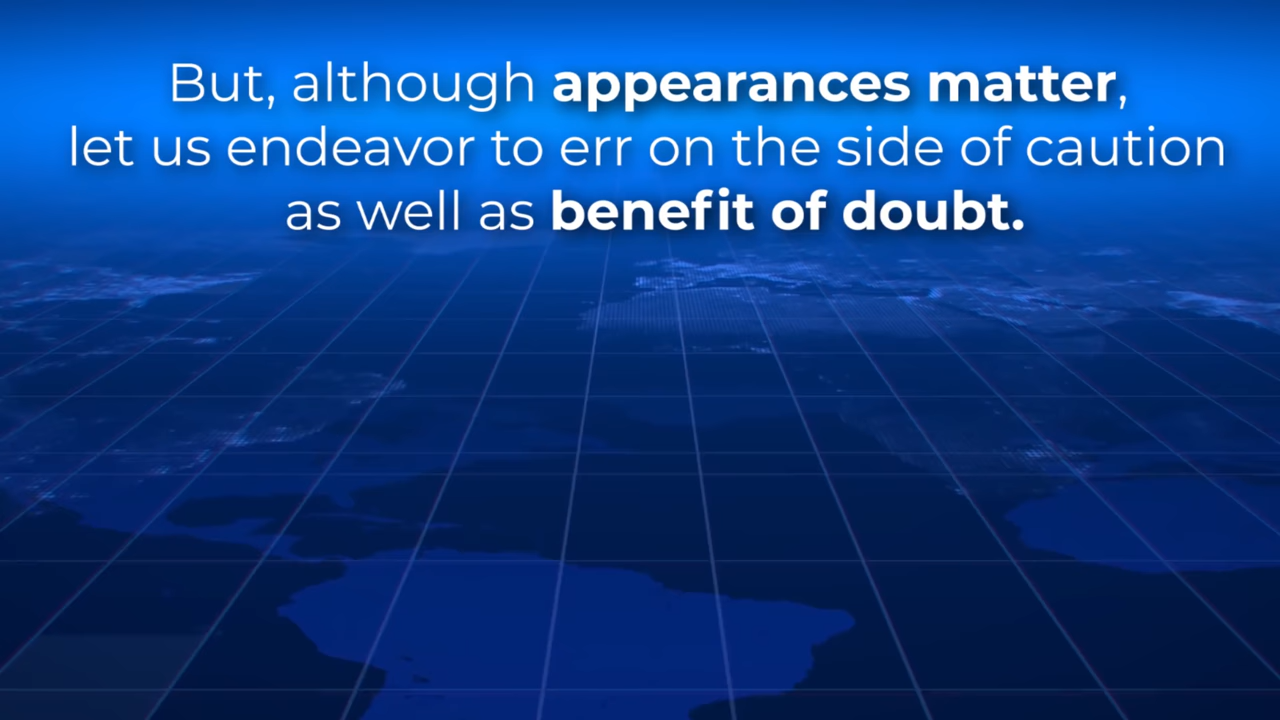 But, although appearances matter,
let us endeavor to err on the side of caution
as well as benefit of doubt.